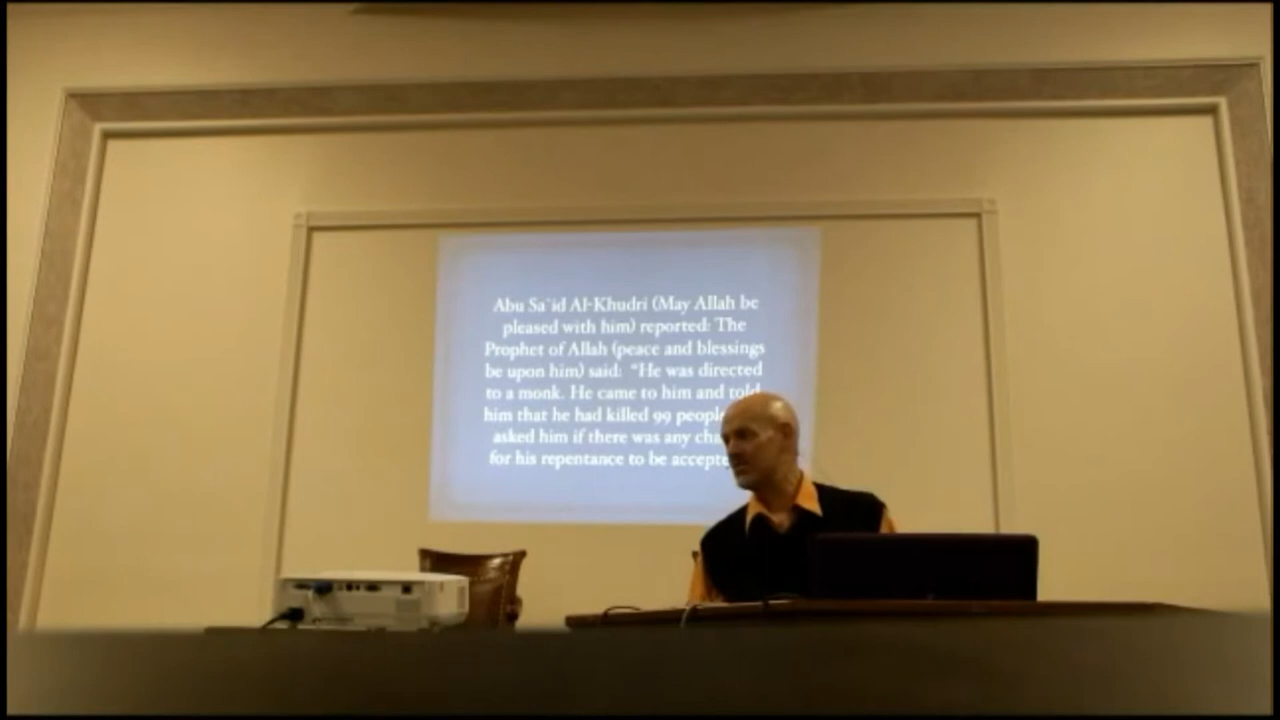 Abu Sa`id Al-Khudri (May Allah be
pleased with him) reported: The
Prophet of Allah (peace and blessings
be upon him) said: “He was directed
to a monk. He came to him and told
him that he had killed 99 people
asked him if there was any
for his repentance to be